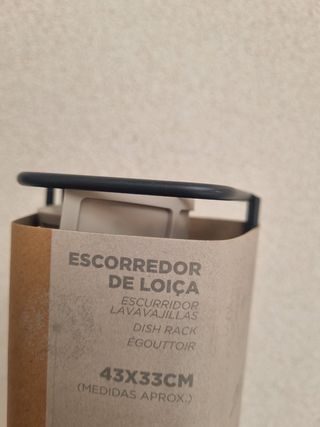 ESCORREDOR
DE LOIÇA
ESCURRIDOR
LAVAVAJILLAS
DISH RACK
ÉGOUTTOIR
43X33CM
(MEDIDAS APROX.)